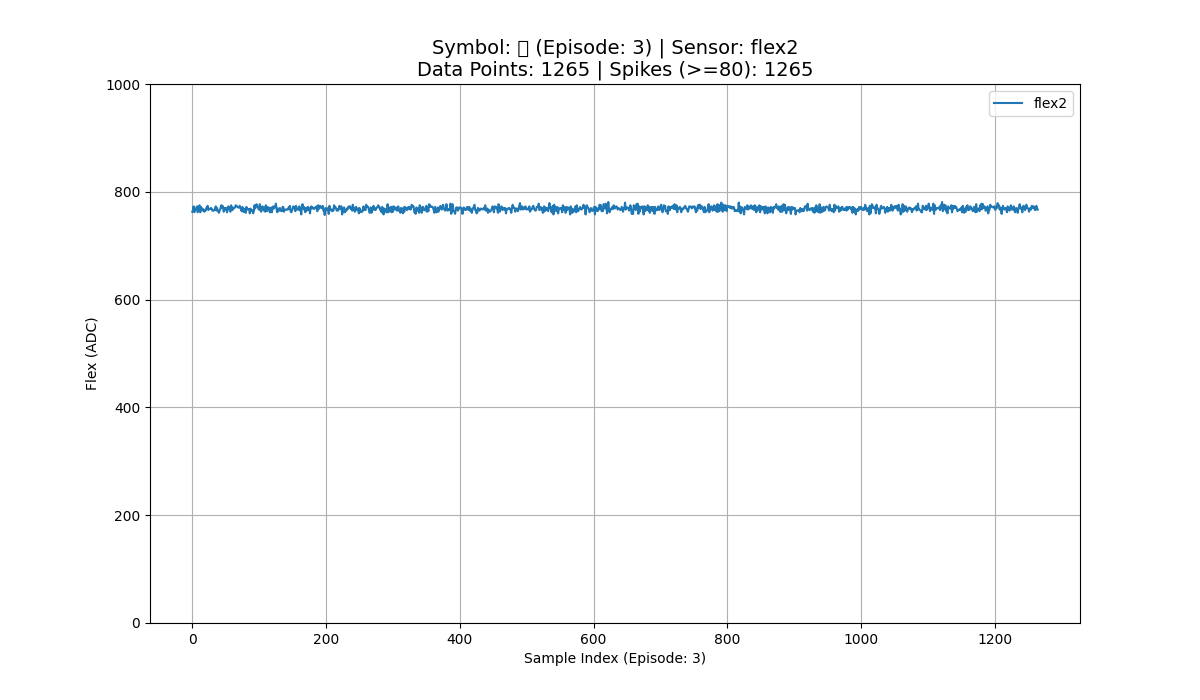 Symbol: (Episode: 3) | Sensor: flex2
Data Points: 1265 | Spikes (>=80): 1265
flex2
Flex (ADC)
1000
800
600
400
200
0
0 200 400 600 800 1000 1200
Sample Index (Episode: 3)